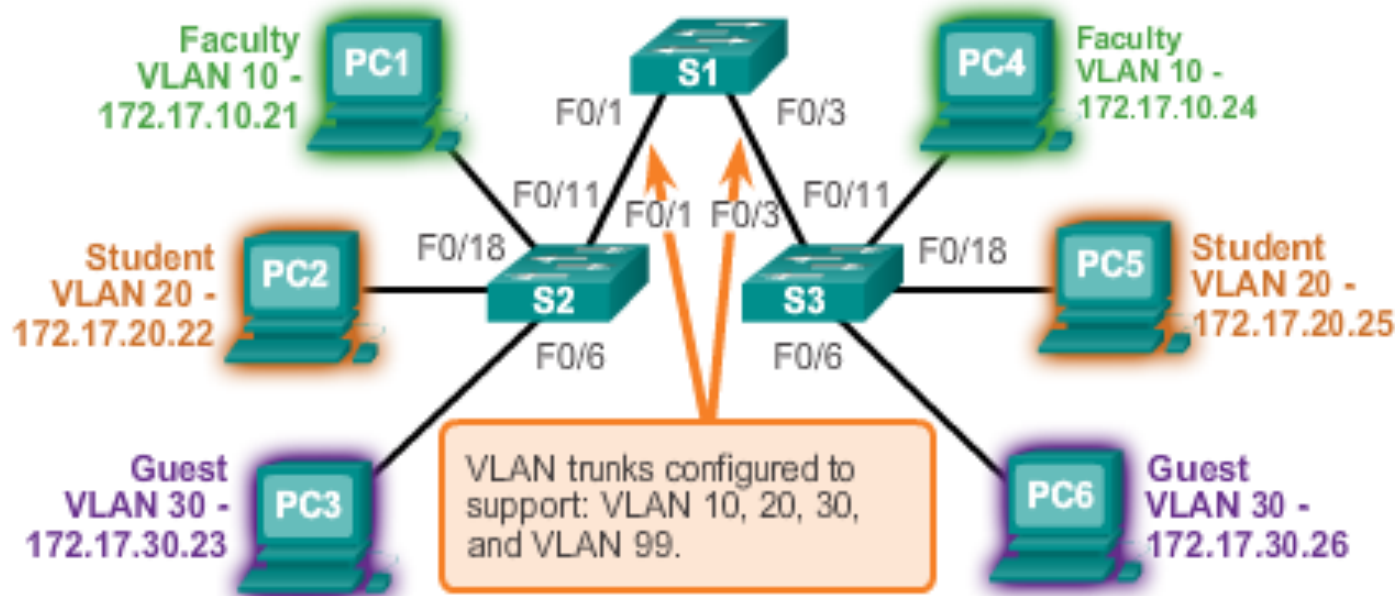 Faculty
VLAN 10 -
172.17.10.21
PC1
S1
PC4
Faculty
VLAN 10 -
172.17.10.24
F0/1
F0/3
F0/11
F0/1
F0/3
F0/11
Student
VLAN 20 -
172.17.20.22
PC2
F0/18
S2
S3
F0/18
PC5
Student
VLAN 20 -
172.17.20.25
F0/6
F0/6
Guest
VLAN 30 -
172.17.30.23
PC3
VLAN trunks configured to
support: VLAN 10, 20, 30,
and VLAN 99.
PC6
Guest
VLAN 30 -
172.17.30.26